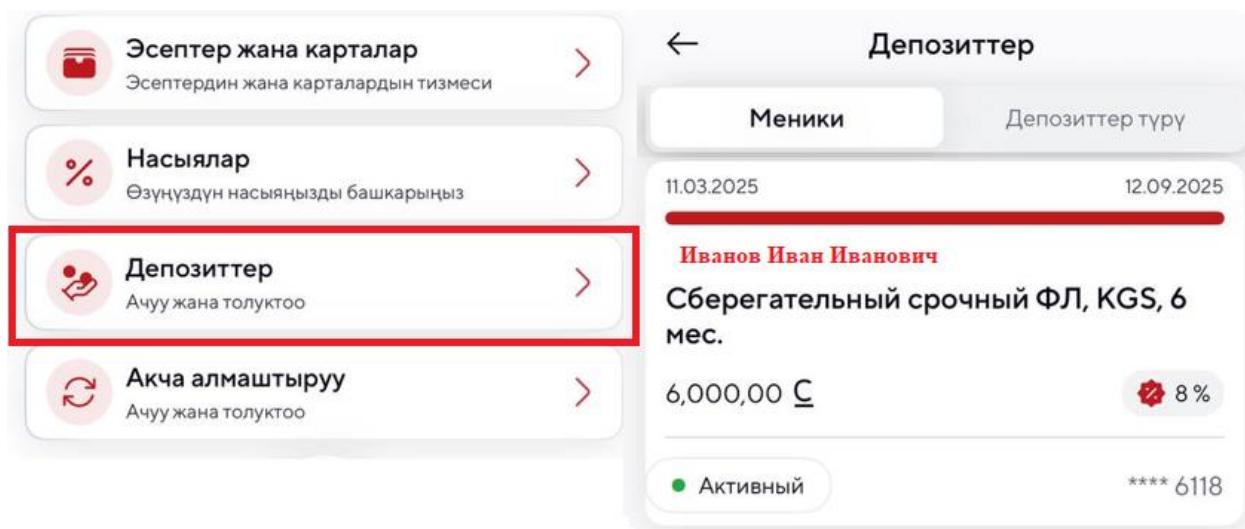 Эсептер жана карталар
Эсептердин жана карталардын тизмеси
Насыялар
Өзүңүздүн насыяңызды башкарыңыз
Депозиттер
Ачуу жана толуктоо
Акча алмаштыруу
Ачуу жана толуктоо
Депозиттер
Меники
Депозиттер түрү
11.03.2025
12.09.2025
Иванов Иван Иванович
Сберегательный срочный ФЛ, KGS, 6
мес.
6,000,00 С
8 %
Активный
**** 6118